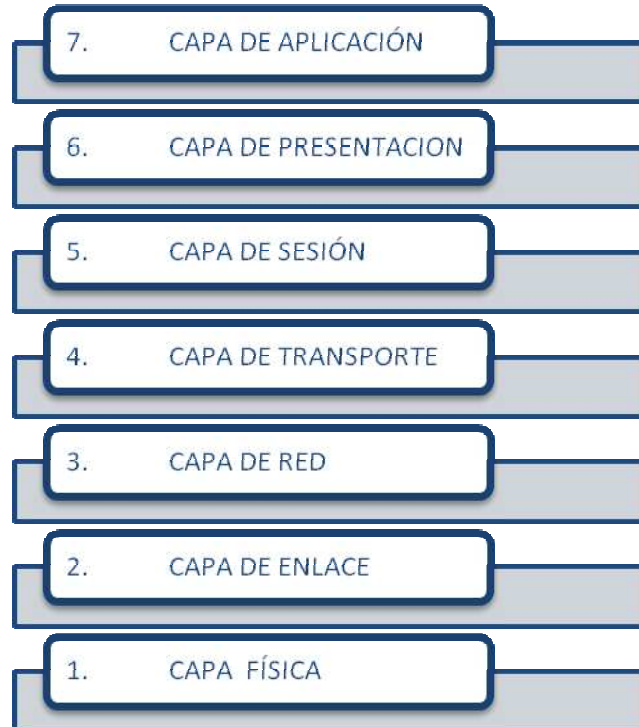 7. CAPA DE APLICACIÓN
6. CAPA DE PRESENTACION
5. CAPA DE SESIÓN
4. CAPA DE TRANSPORTE
3. CAPA DE RED
2. CAPA DE ENLACE
1. CAPA FÍSICA